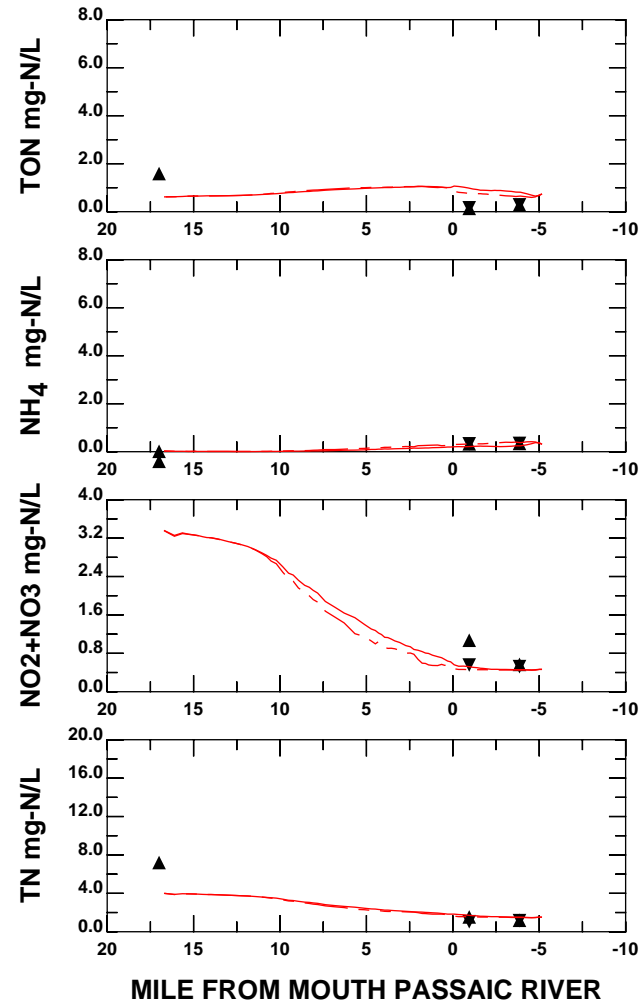 TON mg-N/L
8.0
6.0
4.0
2.0
0.0
20 15 10 5 0 -5 -10
NH4 mg-N/L
8.0
6.0
4.0
2.0
0.0
20 15 10 5 0 -5 -10
NO2+NO3 mg-N/L
4.0
3.2
2.4
1.6
0.8
0.0
20 15 10 5 0 -5 -10
TN mg-N/L
20.0
16.0
12.0
8.0
4.0
0.0
20 15 10 5 0 -5 -10
MILE FROM MOUTH PASSAIC RIVER